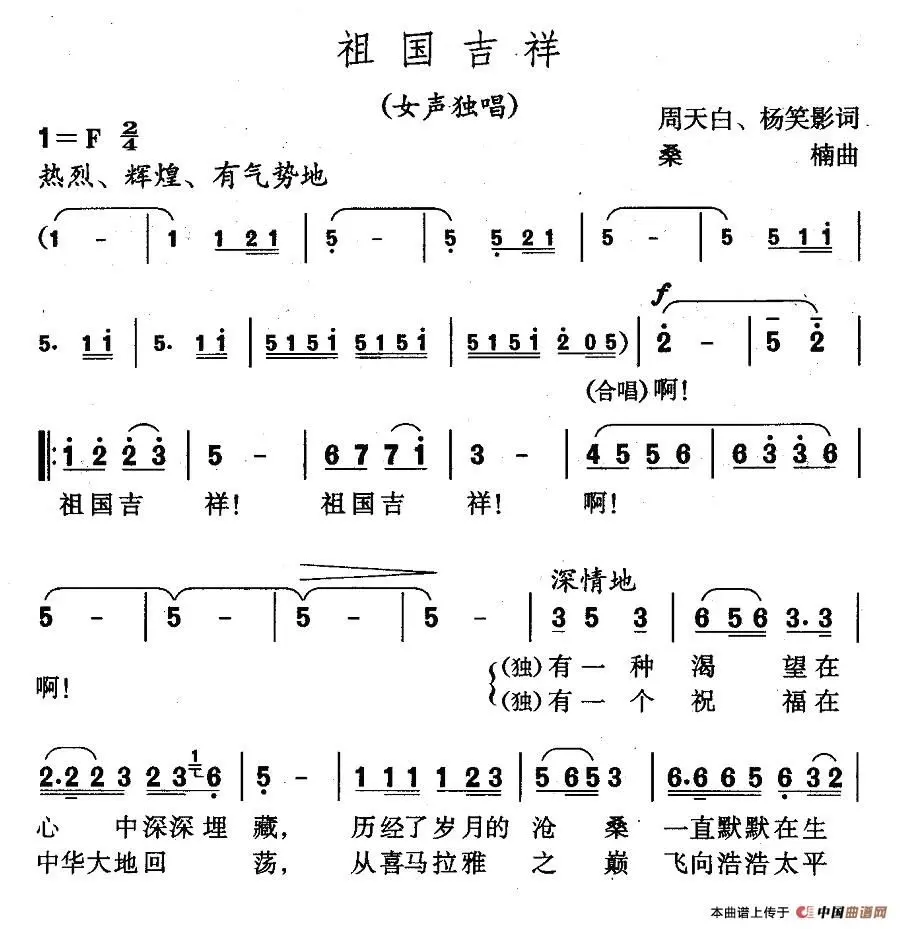 祖国吉祥
(女声独唱)
1=F 2/4
周天白、杨笑影词
桑 楠曲
热烈、辉煌、有气势地
(1 - | 1 1 2 1 | 5 - | 5 5 2 1 | 5 - | 5 5 1 1 |
5. 1 1 | 5. 1 1 | 5 1 5 1 5 1 5 1 | 5 1 5 1 2 0 5) | 2 - | 5 2 |
f
(合唱)啊!
|: 1 2 2 3 | 5 - | 6 7 7 1 | 3 - | 4 5 5 6 | 6 3 3 6 |
祖国吉 祥! 祖国吉 祥! 啊!
深情地
5 - | 5 - | 5 - | 5 - | 3 5 3 | 6 5 6 3. 3 |
啊!
(独)有一种渴 望在
(独)有一个祝 福在
2. 2 2 3 2 3 1 6 | 5 - | 1 1 1 1 2 3 | 5 6 5 3 | 6. 6 6 5 6 3 2 |
心 中深深埋 藏, 历经了岁月的 沧 桑 一直默默在生
中华大地回 荡, 从喜马拉雅 之 巅 飞向浩浩太平
本曲谱上传于 中国曲谱网